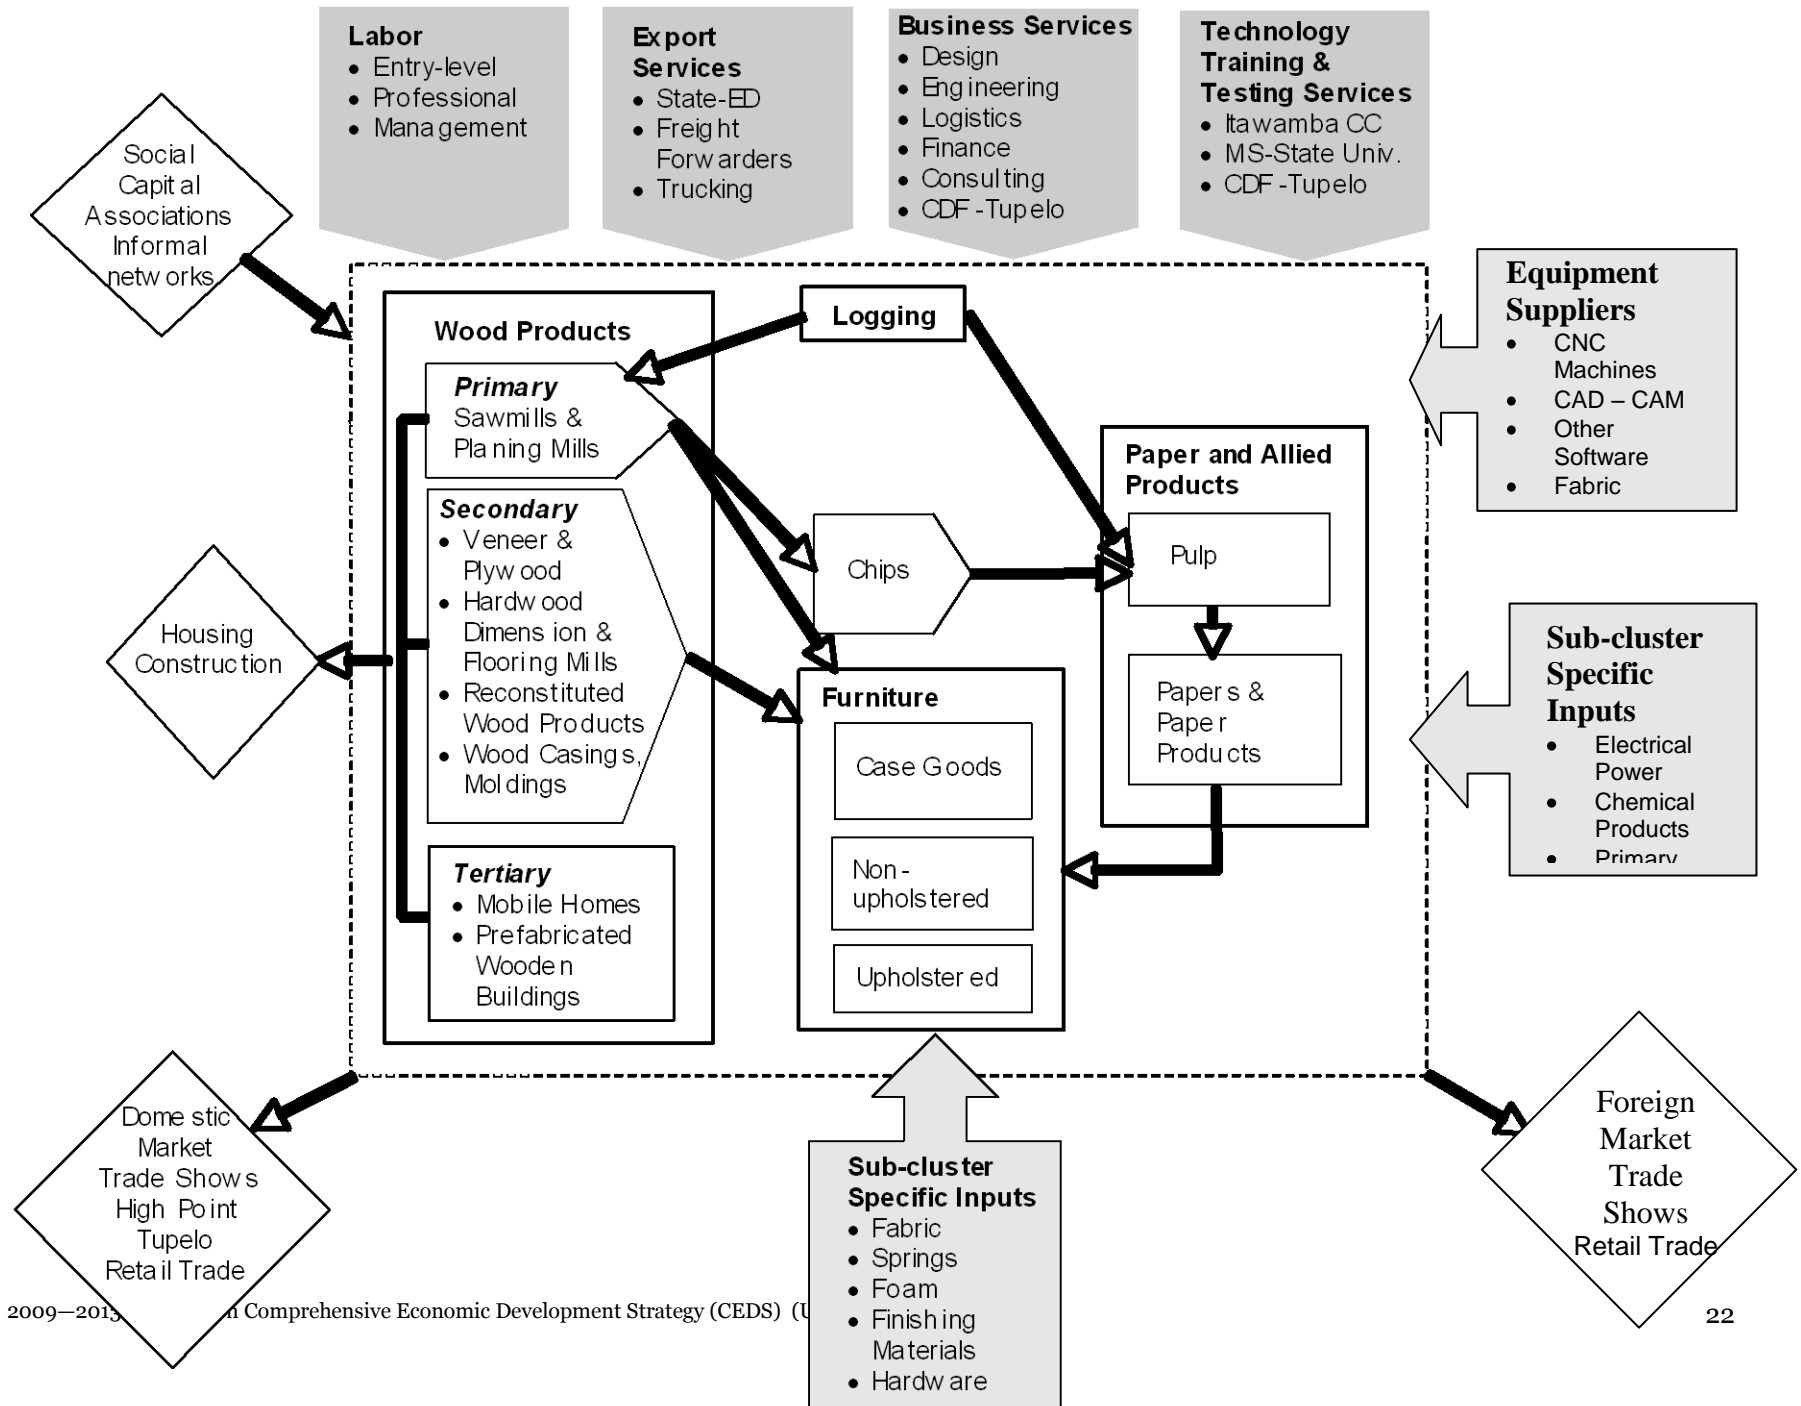 Labor
• Entry-level
• Professional
• Management
Export
Services
• State-ED
• Freight
Forwarders
• Trucking
Business Services
• Design
• Engineering
• Logistics
• Finance
• Consulting
• CDF-Tupelo
Technology
Training &
Testing Services
• Itawamba CC
• MS-State Univ.
• CDF-Tupelo
Social
Capital
Associations
Informal
networks
Wood Products
Primary
Sawmills &
Planing Mills
Secondary
• Veneer &
Plywood
• Hardwood
Dimension &
Flooring Mills
• Reconstituted
Wood Products
• Wood Casings,
Moldings
Tertiary
• Mobile Homes
• Prefabricated
Wooden
Buildings
Logging
Chips
Paper and Allied
Products
Pulp
Papers &
Paper
Products
Furniture
Case Goods
Non-
upholstered
Upholstered
Equipment
Suppliers
• CNC
Machines
• CAD – CAM
• Other
Software
• Fabric
Sub-cluster
Specific
Inputs
• Electrical
Power
• Chemical
Products
• Primary
Housing
Construction
Domestic
Market
Trade Shows
High Point
Tupelo
Retail Trade
Sub-cluster
Specific Inputs
• Fabric
• Springs
• Foam
• Finishing
Materials
• Hardware
Foreign
Market
Trade
Shows
Retail Trade
2009—2013 Comprehensive Economic Development Strategy (CEDS) 22